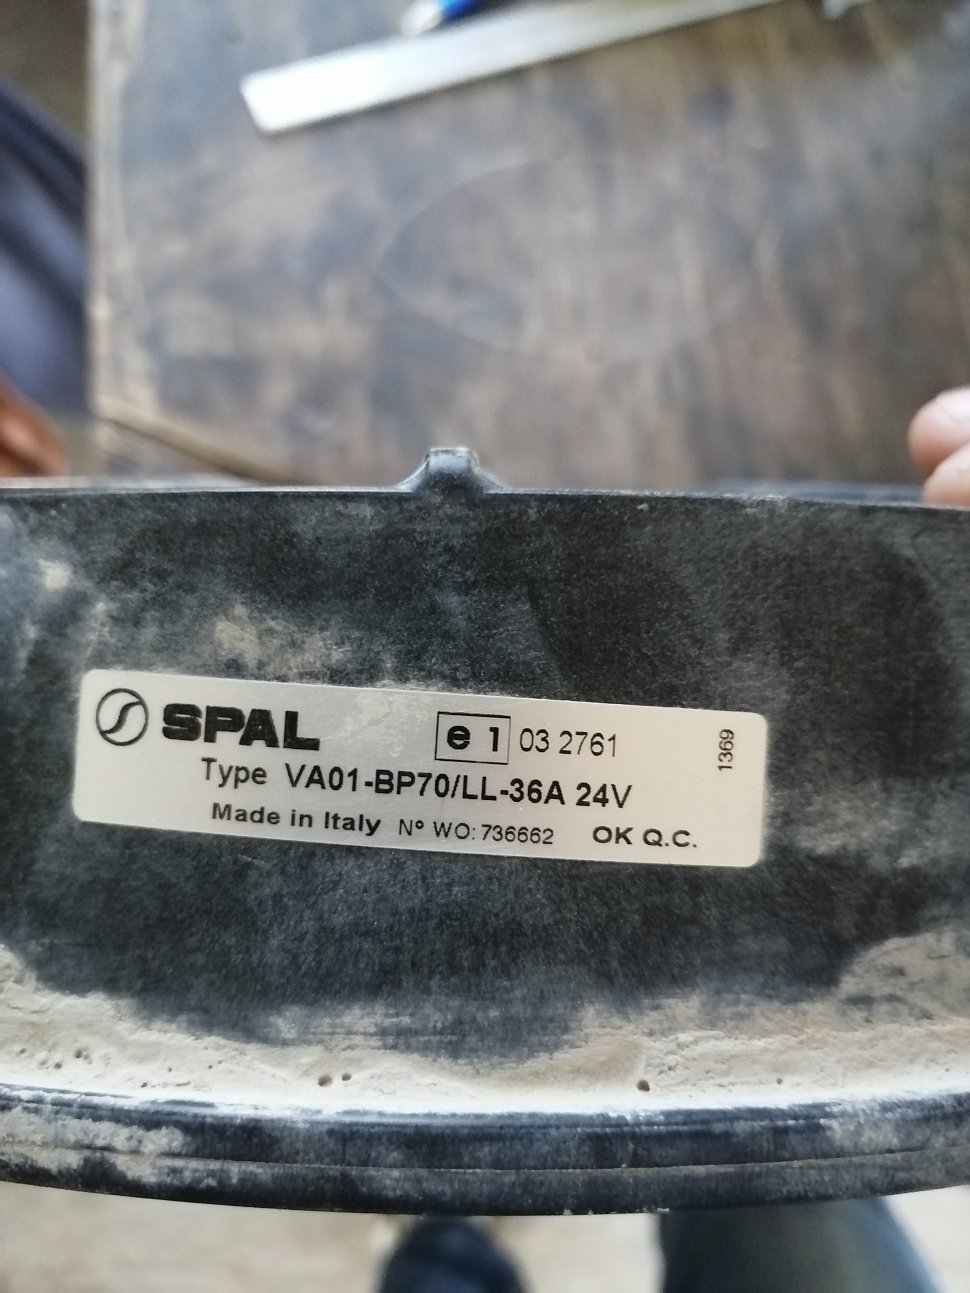 SPAL e 1 03 2761
Type VA01-BP70/LL-36A 24V
Made in Italy N° WO: 736662 OK Q.C.
1369